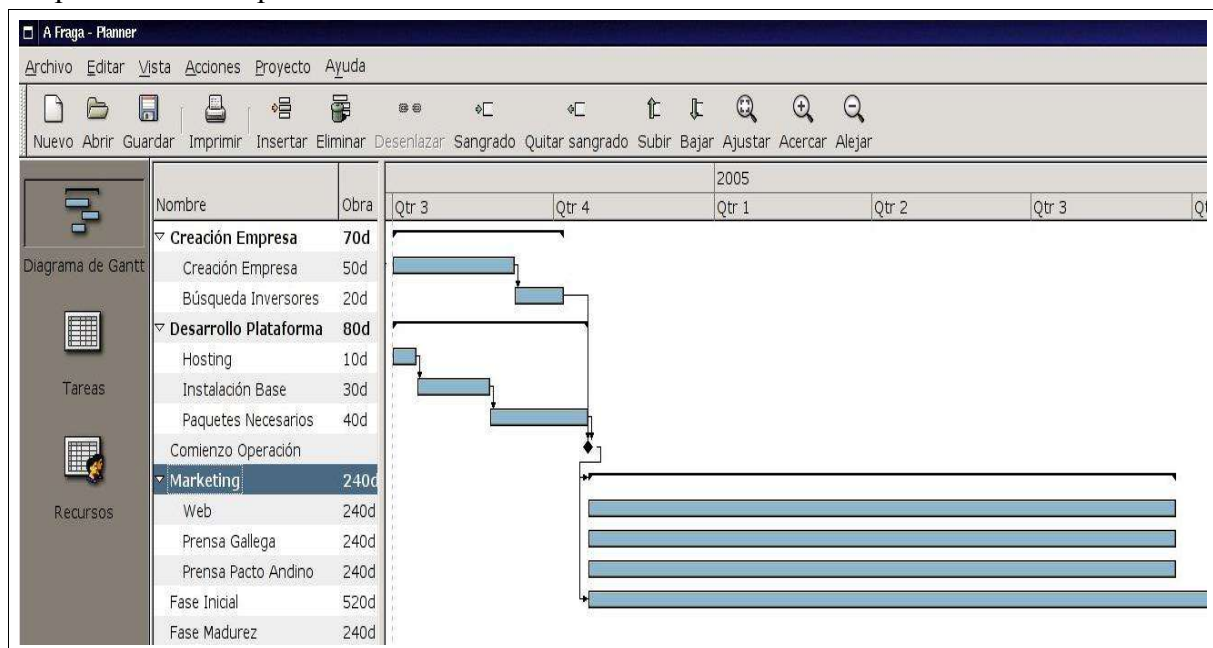 A Fraga - Planner
Archivo Editar Vista Acciones Proyecto Ayuda
Nuevo Abrir Guardar Imprimir Insertar Eliminar Desenlazar Sangrado Quitar sangrado Subir Bajar Ajustar Acercar Alejar
2005
Nombre Obra Qtr 3 Qtr 4 Qtr 1 Qtr 2 Qtr 3
Creación Empresa 70d
Diagrama de Gantt Creación Empresa 50d
Búsqueda Inversores 20d
Desarrollo Plataforma 80d
Hosting 10d
Tareas Instalación Base 30d
Paquetes Necesarios 40d
Comienzo Operación
Marketing 240d
Recursos Web 240d
Prensa Gallega 240d
Prensa Pacto Andino 240d
Fase Inicial 520d
Fase Madurez 240d